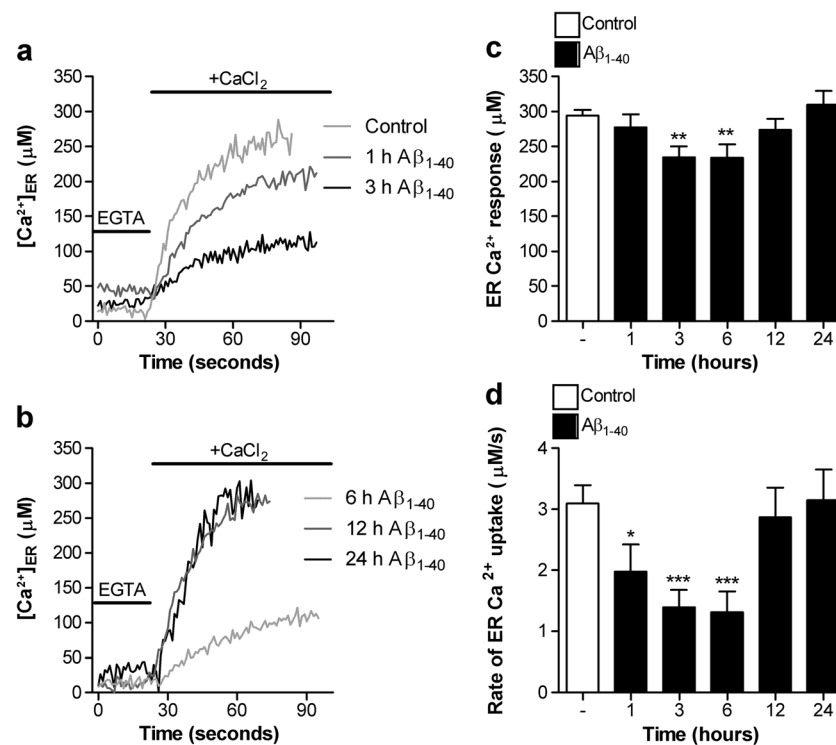 a
+CaCl₂
350
300
250
200
150
100
50
0
[Ca²⁺]ER (μM)
EGTA
Control
1 h Aβ₁₋₄₀
3 h Aβ₁₋₄₀
0 30 60 90
Time (seconds)
b
+CaCl₂
350
300
250
200
150
100
50
0
[Ca²⁺]ER (μM)
EGTA
6 h Aβ₁₋₄₀
12 h Aβ₁₋₄₀
24 h Aβ₁₋₄₀
0 30 60 90
Time (seconds)
c
Control
Aβ₁₋₄₀
350
300
250
200
150
100
50
0
ER Ca²⁺ response ( μM)
** **
- 1 3 6 12 24
Time (hours)
d
Control
Aβ₁₋₄₀
4
3
2
1
0
Rate of ER Ca²⁺ uptake ( μM/s)
* *** ***
- 1 3 6 12 24
Time (hours)